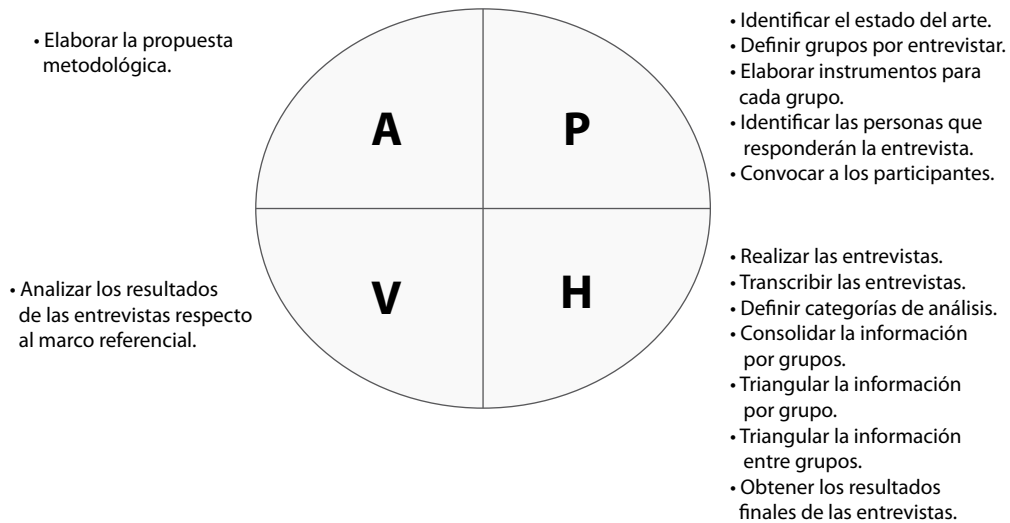 • Elaborar la propuesta
metodológica.
A
P
• Identificar el estado del arte.
• Definir grupos por entrevistar.
• Elaborar instrumentos para
cada grupo.
• Identificar las personas que
responderán la entrevista.
• Convocar a los participantes.
• Analizar los resultados
de las entrevistas respecto
al marco referencial.
V
H
• Realizar las entrevistas.
• Transcribir las entrevistas.
• Definir categorías de análisis.
• Consolidar la información
por grupos.
• Triangular la información
por grupo.
• Triangular la información
entre grupos.
• Obtener los resultados
finales de las entrevistas.